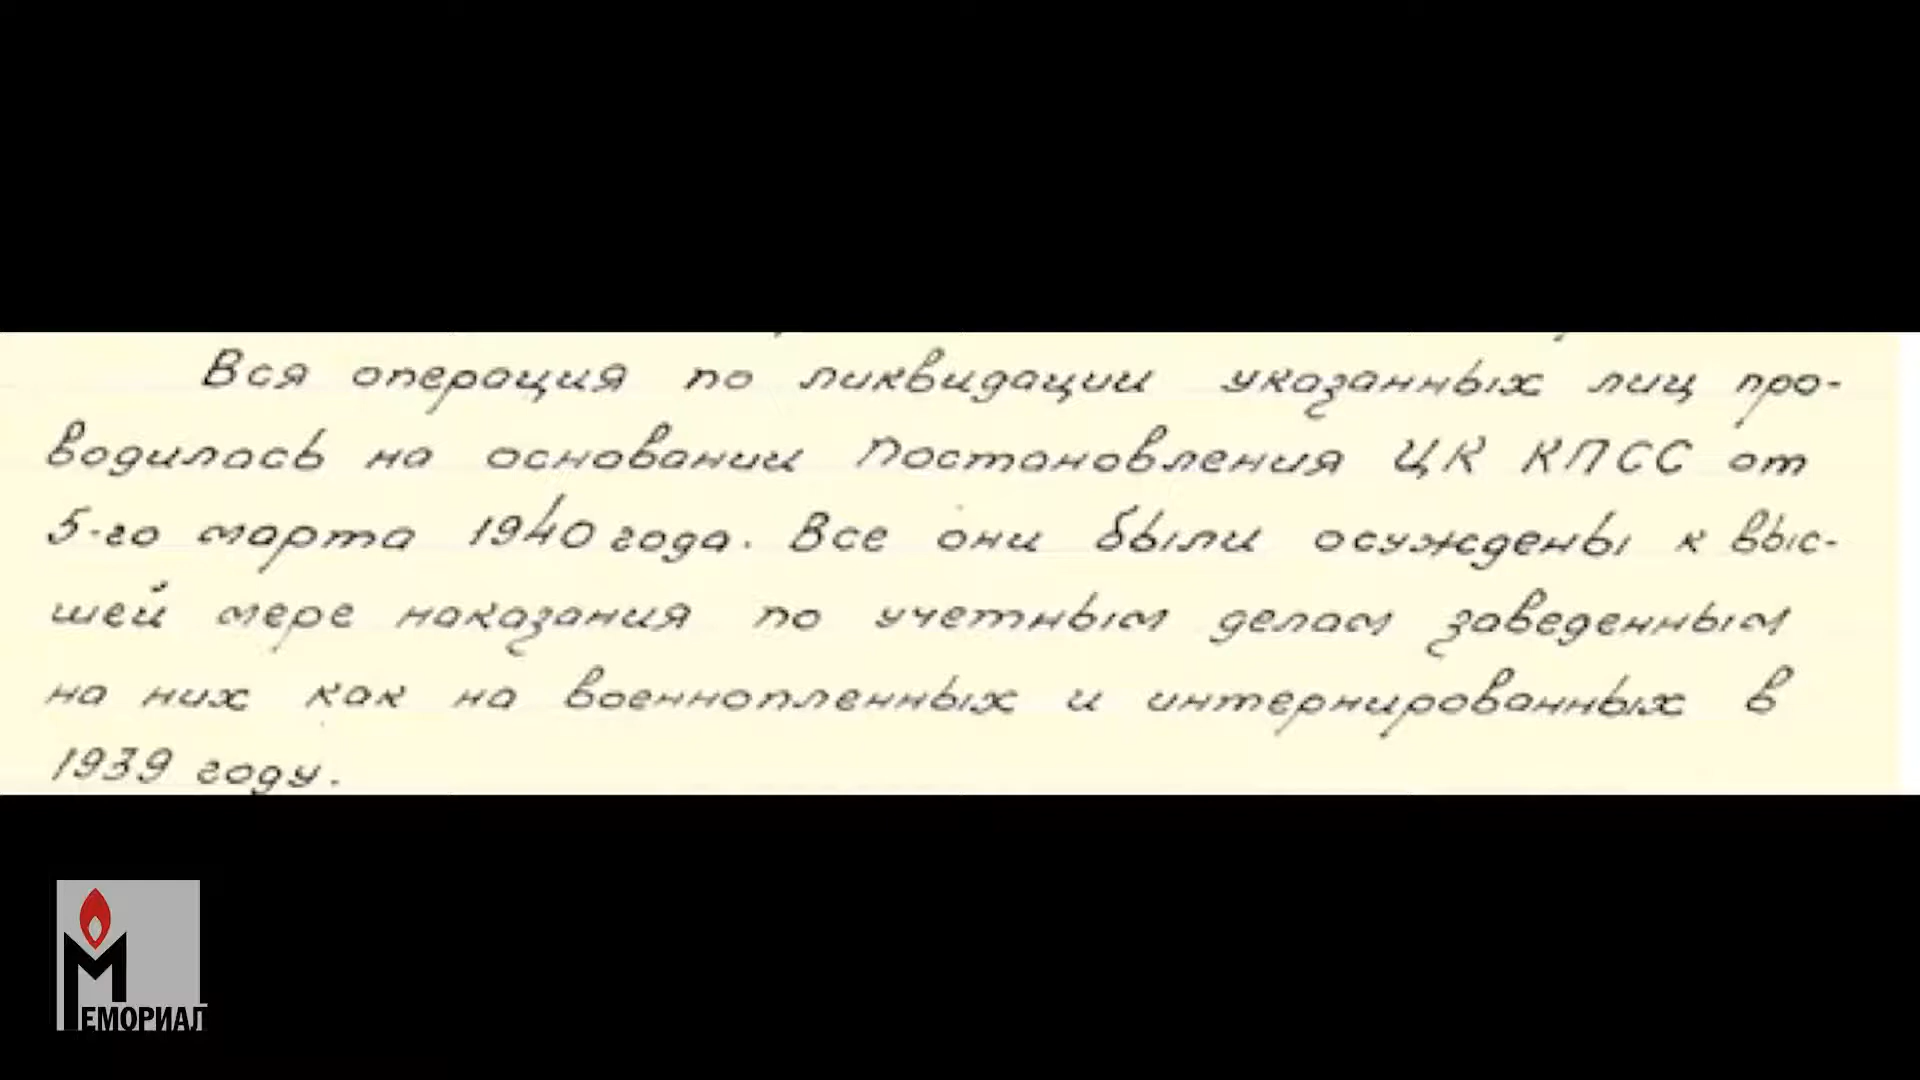 Вся операция по ликвидации указанных лиц про-
водилась на основании Постановления ЦК КПСС от
5-го марта 1940 года. Все они были осуждены к выс-
шей мере наказания по учетным делам заведенным
на них как на военнопленных и интернированных в
1939 году.
МЕМОРИАЛ